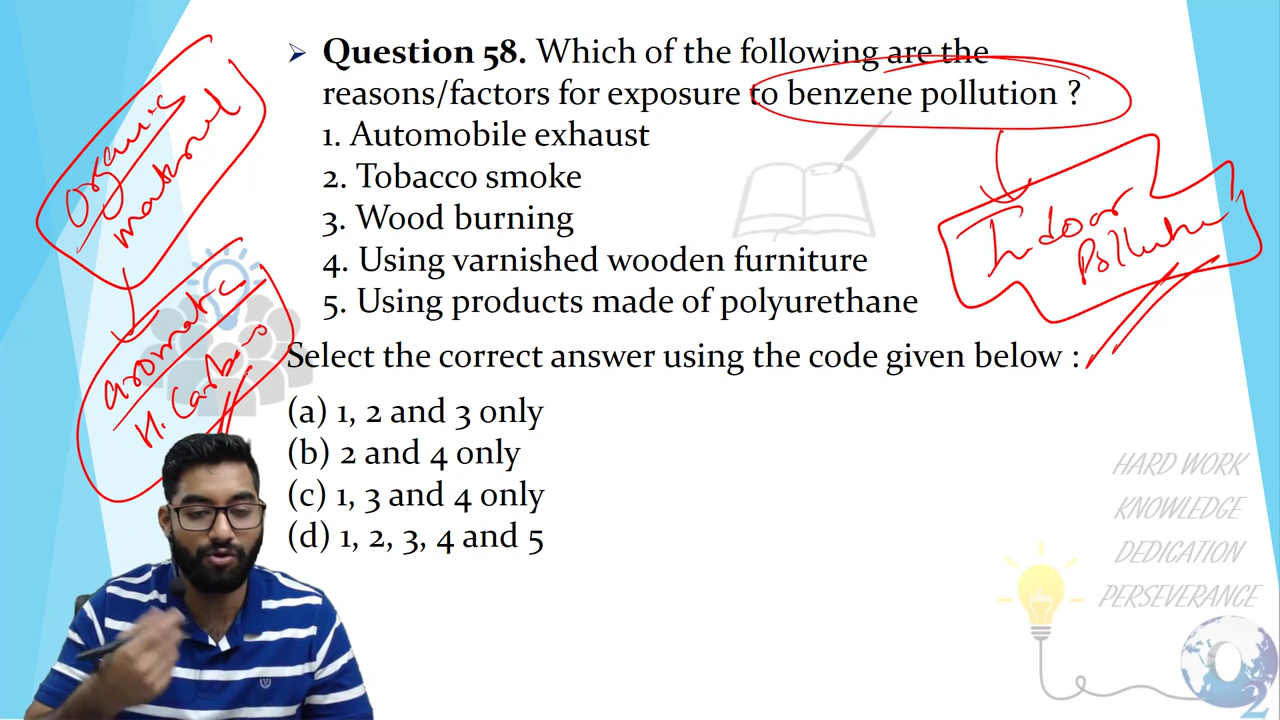 ➤ Question 58. Which of the following are the
reasons/factors for exposure to benzene pollution ?
1. Automobile exhaust
2. Tobacco smoke
3. Wood burning
4. Using varnished wooden furniture
5. Using products made of polyurethane
Select the correct answer using the code given below :
(a) 1, 2 and 3 only
(b) 2 and 4 only
(c) 1, 3 and 4 only
(d) 1, 2, 3, 4 and 5
Organic
material
aromatic
H. Carbo
Indoor
Pollution
HARD WORK
KNOWLEDGE
DEDICATION
PERSEVERANCE
O2